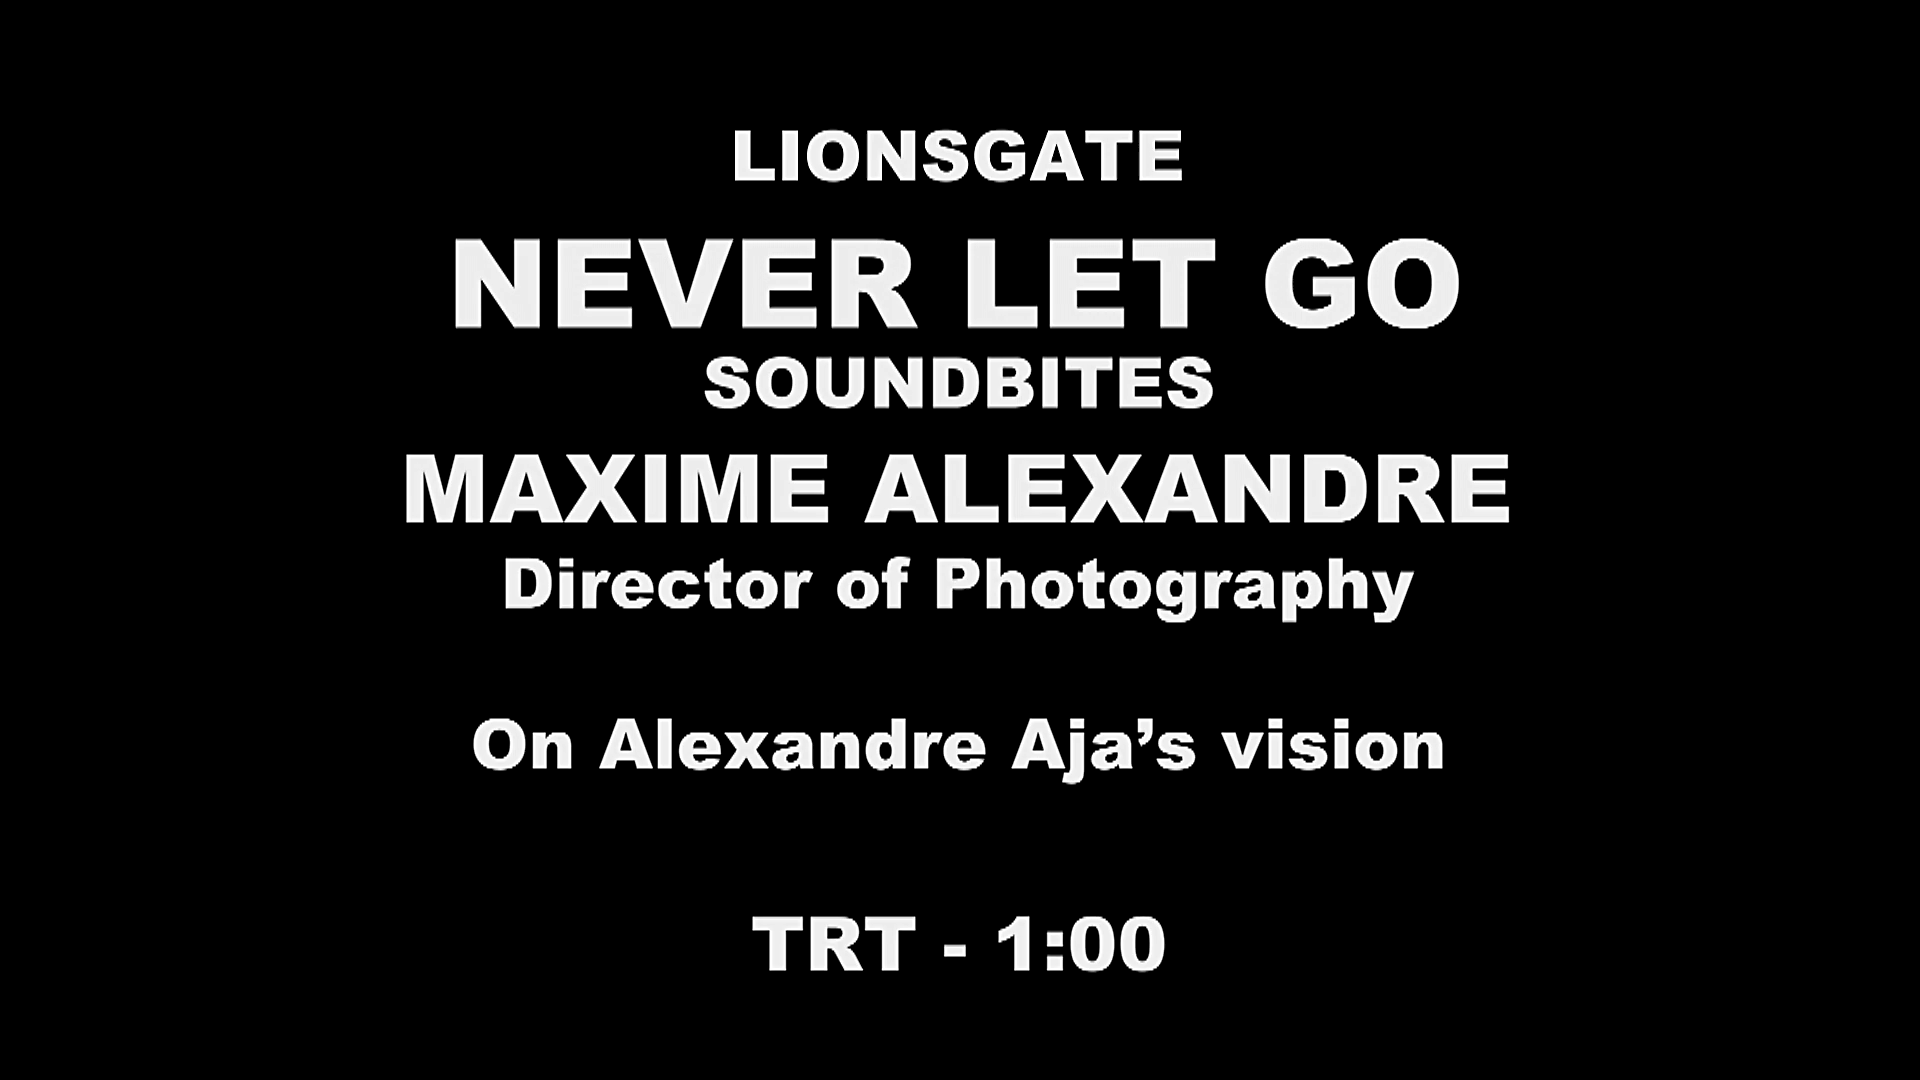 LIONSGATE
NEVER LET GO
SOUNDBITES
MAXIME ALEXANDRE
Director of Photography
On Alexandre Aja’s vision
TRT - 1:00